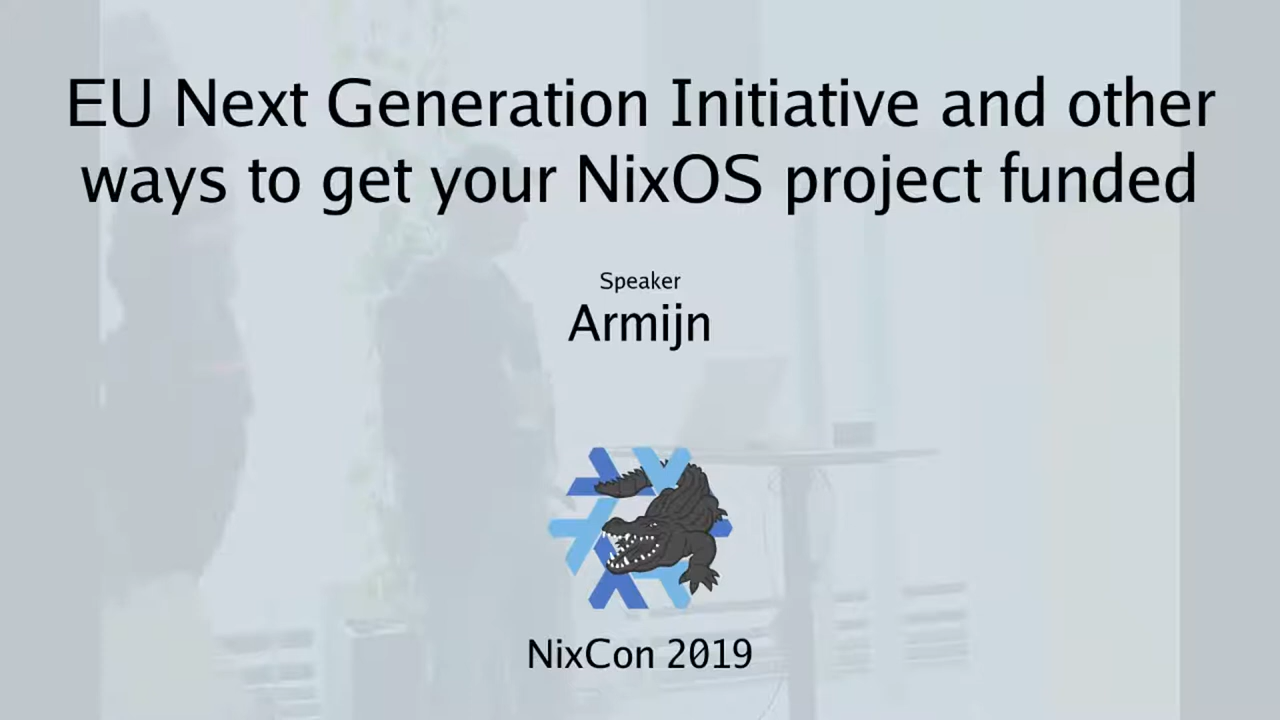 EU Next Generation Initiative and other
ways to get your NixOS project funded
Speaker
Armijn
NixCon 2019